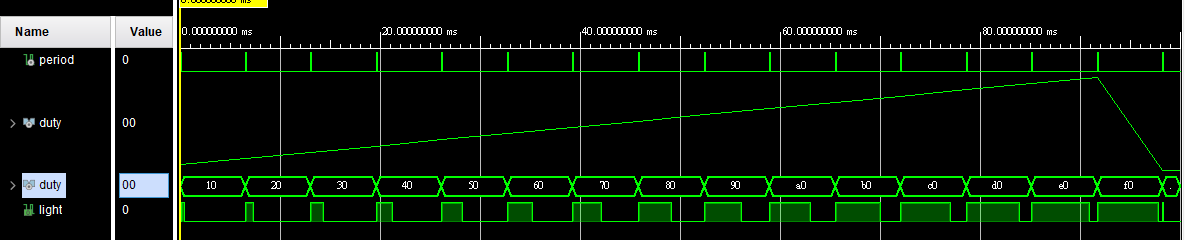 0.000000000 ms
Name Value
0.000000000 ms 20.000000000 ms 40.000000000 ms 60.000000000 ms 80.000000000 ms
period 0
duty 00
duty 00 10 20 30 40 50 60 70 80 90 a0 b0 c0 d0 e0 f0 .
light 0